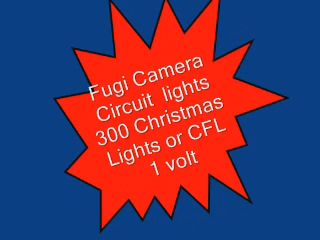 Fugi Camera
Circuit lights
300 Christmas
Lights or CFL
1 volt